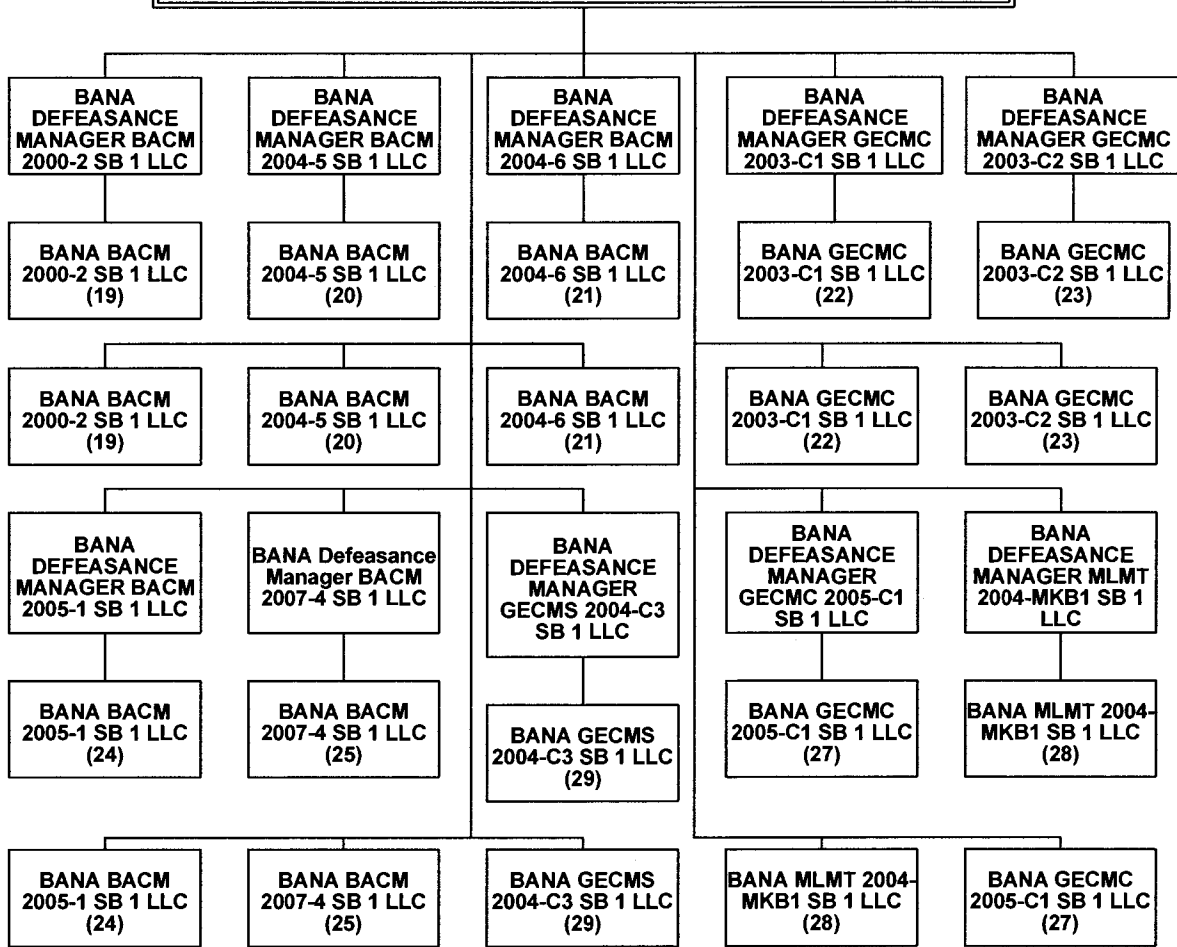 BANA
DEFEASANCE
MANAGER BACM
2000-2 SB 1 LLC
BANA
DEFEASANCE
MANAGER BACM
2004-5 SB 1 LLC
BANA
DEFEASANCE
MANAGER BACM
2004-6 SB 1 LLC
BANA
DEFEASANCE
MANAGER GECMC
2003-C1 SB 1 LLC
BANA
DEFEASANCE
MANAGER GECMC
2003-C2 SB 1 LLC
BANA BACM
2000-2 SB 1 LLC
(19)
BANA BACM
2004-5 SB 1 LLC
(20)
BANA BACM
2004-6 SB 1 LLC
(21)
BANA GECMC
2003-C1 SB 1 LLC
(22)
BANA GECMC
2003-C2 SB 1 LLC
(23)
BANA BACM
2000-2 SB 1 LLC
(19)
BANA BACM
2004-5 SB 1 LLC
(20)
BANA BACM
2004-6 SB 1 LLC
(21)
BANA GECMC
2003-C1 SB 1 LLC
(22)
BANA GECMC
2003-C2 SB 1 LLC
(23)
BANA
DEFEASANCE
MANAGER BACM
2005-1 SB 1 LLC
BANA Defeasance
Manager BACM
2007-4 SB 1 LLC
BANA
DEFEASANCE
MANAGER
GECMS 2004-C3
SB 1 LLC
BANA
DEFEASANCE
MANAGER
GECMC 2005-C1
SB 1 LLC
BANA
DEFEASANCE
MANAGER MLMT
2004-MKB1 SB 1
LLC
BANA BACM
2005-1 SB 1 LLC
(24)
BANA BACM
2007-4 SB 1 LLC
(25)
BANA GECMS
2004-C3 SB 1 LLC
(29)
BANA GECMC
2005-C1 SB 1 LLC
(27)
BANA MLMT 2004-
MKB1 SB 1 LLC
(28)
BANA BACM
2005-1 SB 1 LLC
(24)
BANA BACM
2007-4 SB 1 LLC
(25)
BANA GECMS
2004-C3 SB 1 LLC
(29)
BANA MLMT 2004-
MKB1 SB 1 LLC
(28)
BANA GECMC
2005-C1 SB 1 LLC
(27)